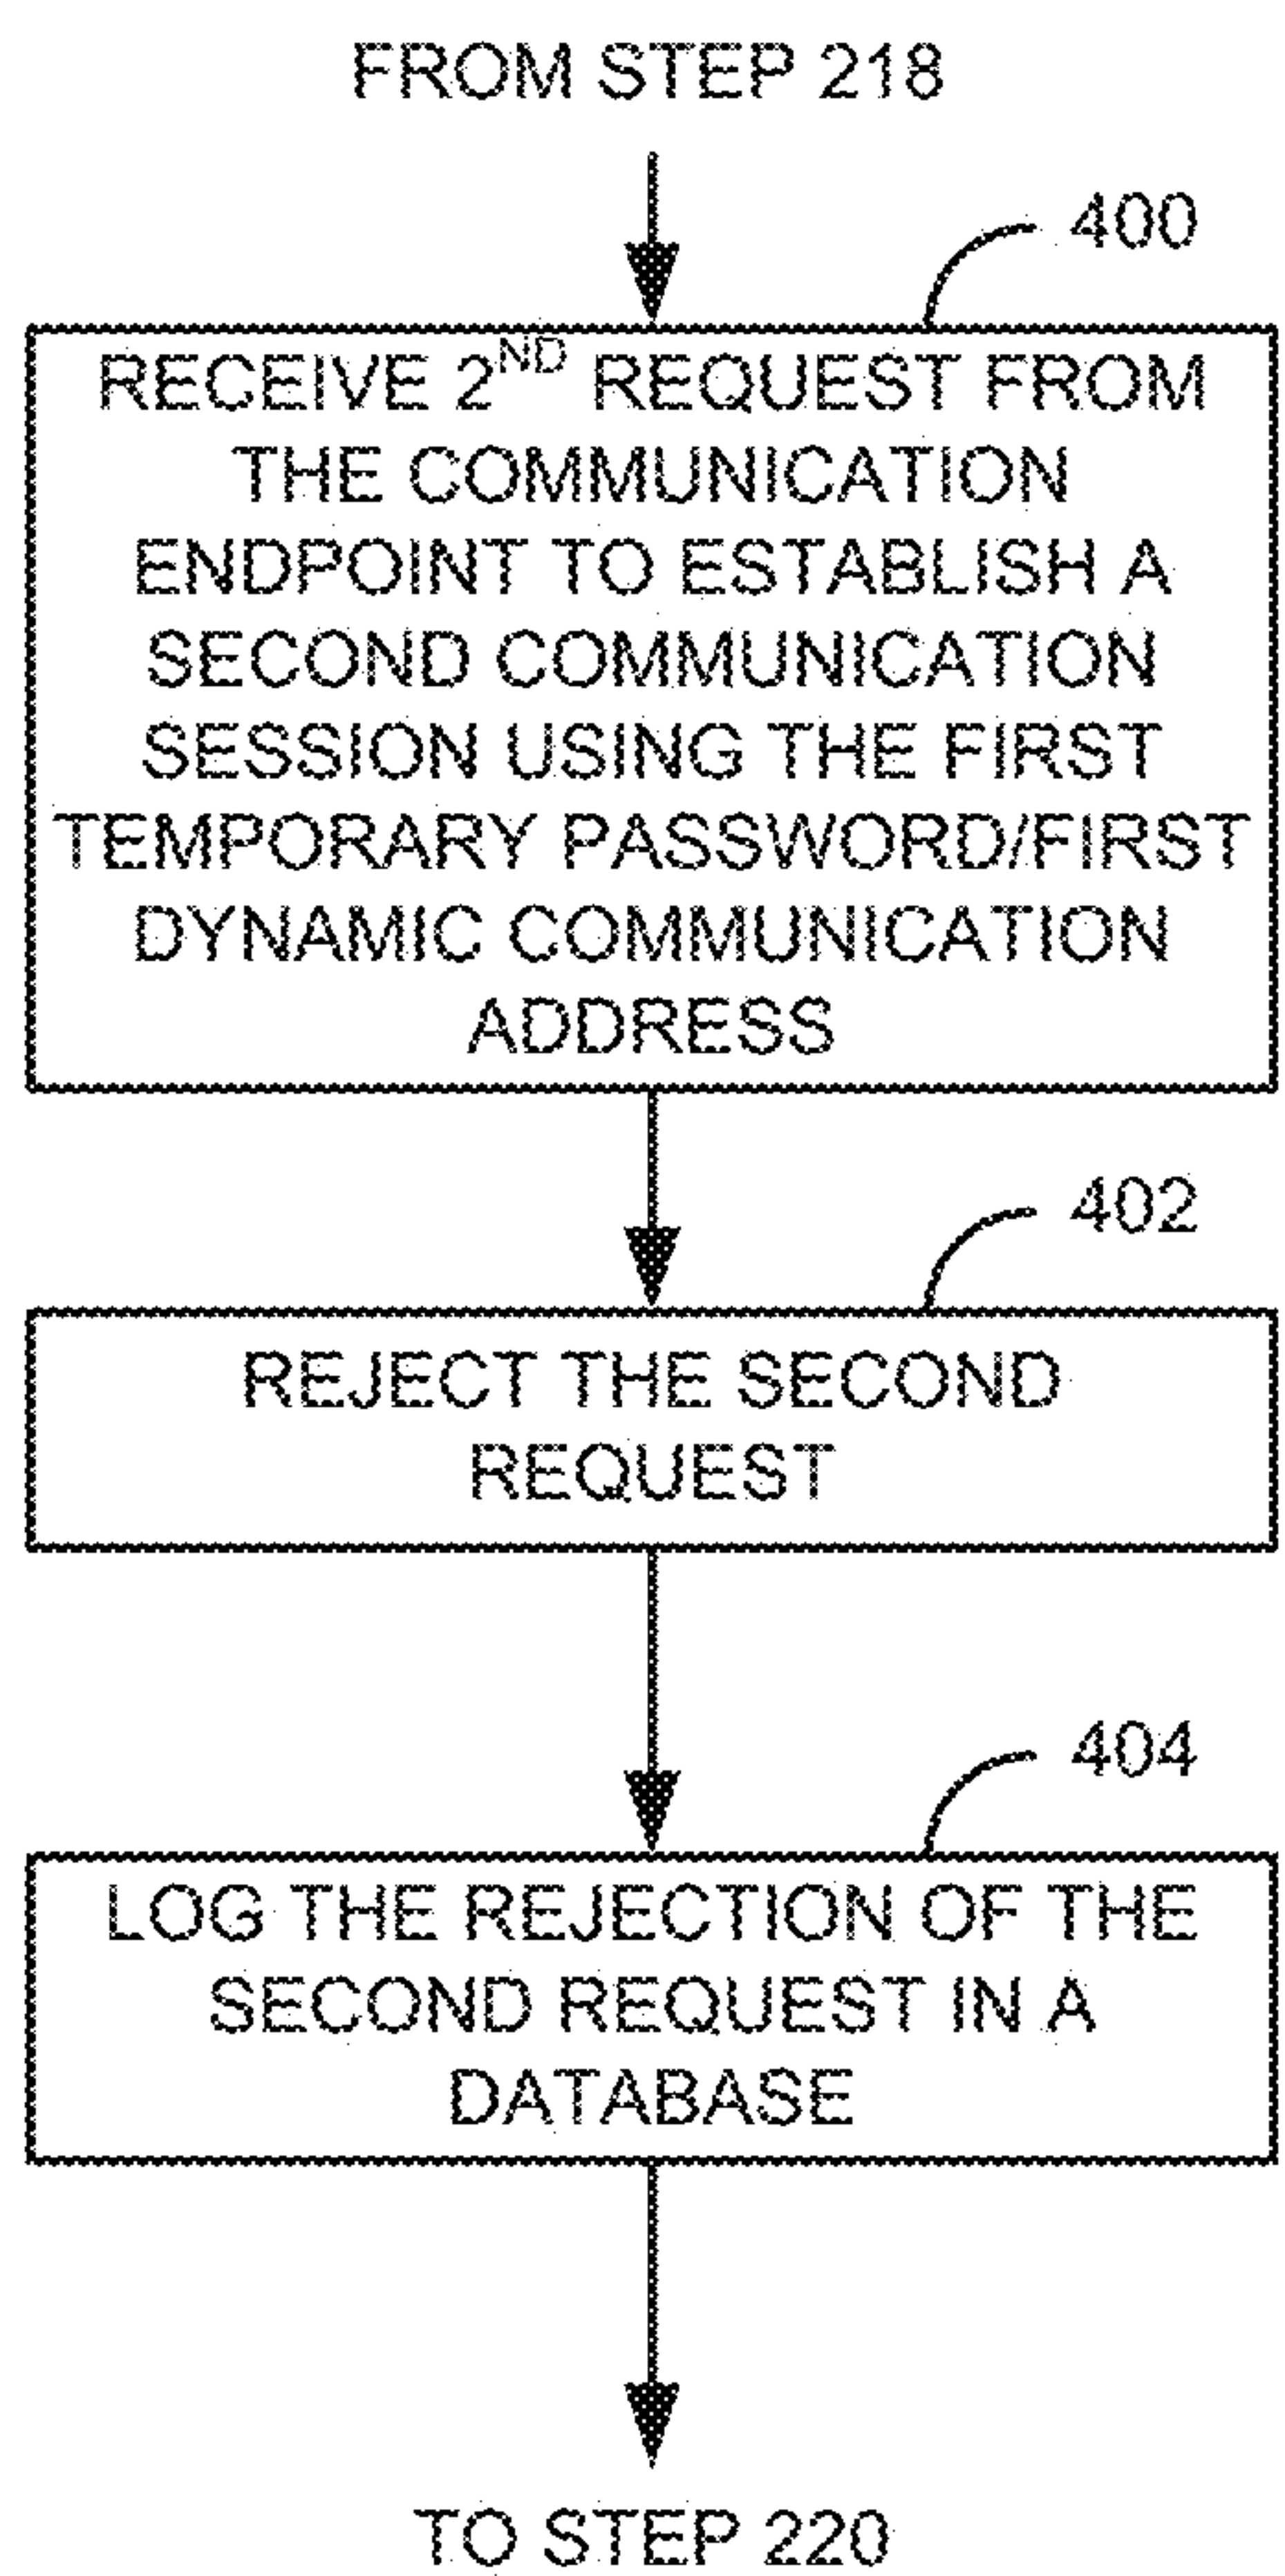 FROM STEP 218
400
RECEIVE 2ND REQUEST FROM
THE COMMUNICATION
ENDPOINT TO ESTABLISH A
SECOND COMMUNICATION
SESSION USING THE FIRST
TEMPORARY PASSWORD/FIRST
DYNAMIC COMMUNICATION
ADDRESS
402
REJECT THE SECOND
REQUEST
404
LOG THE REJECTION OF THE
SECOND REQUEST IN A
DATABASE
TO STEP 220